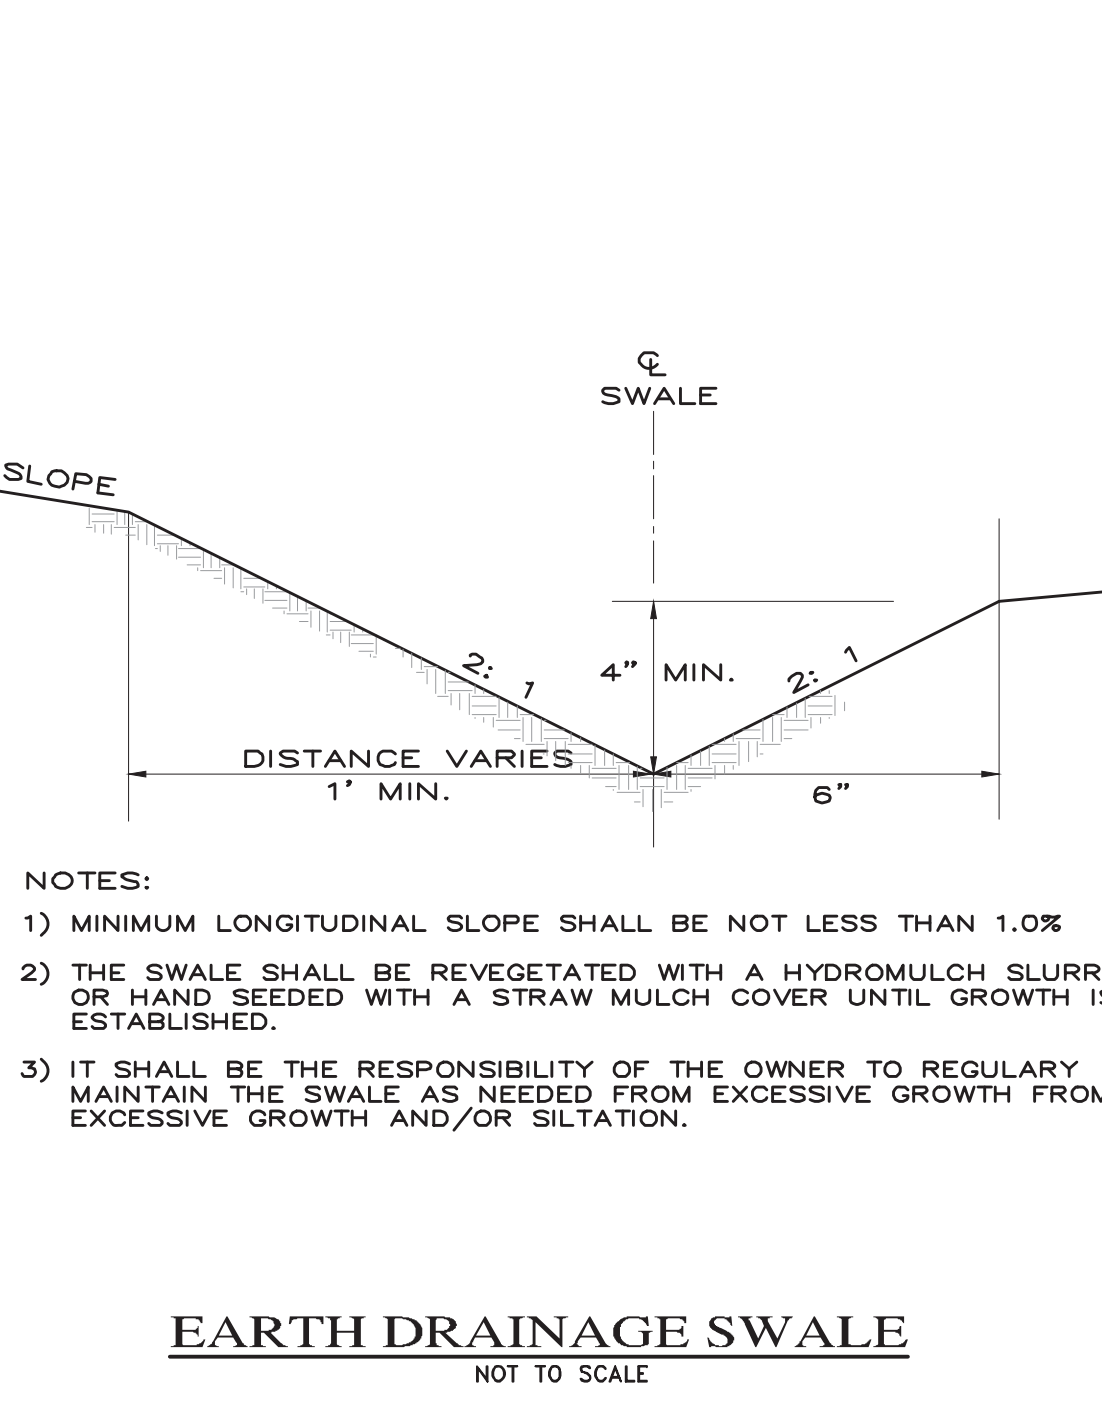 ℄
SWALE
SLOPE
2: 1
4” MIN.
2: 1
DISTANCE VARIES
1’ MIN.
6”
NOTES:
1) MINIMUM LONGITUDINAL SLOPE SHALL BE NOT LESS THAN 1.0%
2) THE SWALE SHALL BE REVEGETATED WITH A HYDROMULCH SLURR
OR HAND SEEDED WITH A STRAW MULCH COVER UNTIL GROWTH IS
ESTABLISHED.
3) IT SHALL BE THE RESPONSIBILITY OF THE OWNER TO REGULARY
MAINTAIN THE SWALE AS NEEDED FROM EXCESSIVE GROWTH FROM
EXCESSIVE GROWTH AND/OR SILTATION.
EARTH DRAINAGE SWALE
NOT TO SCALE